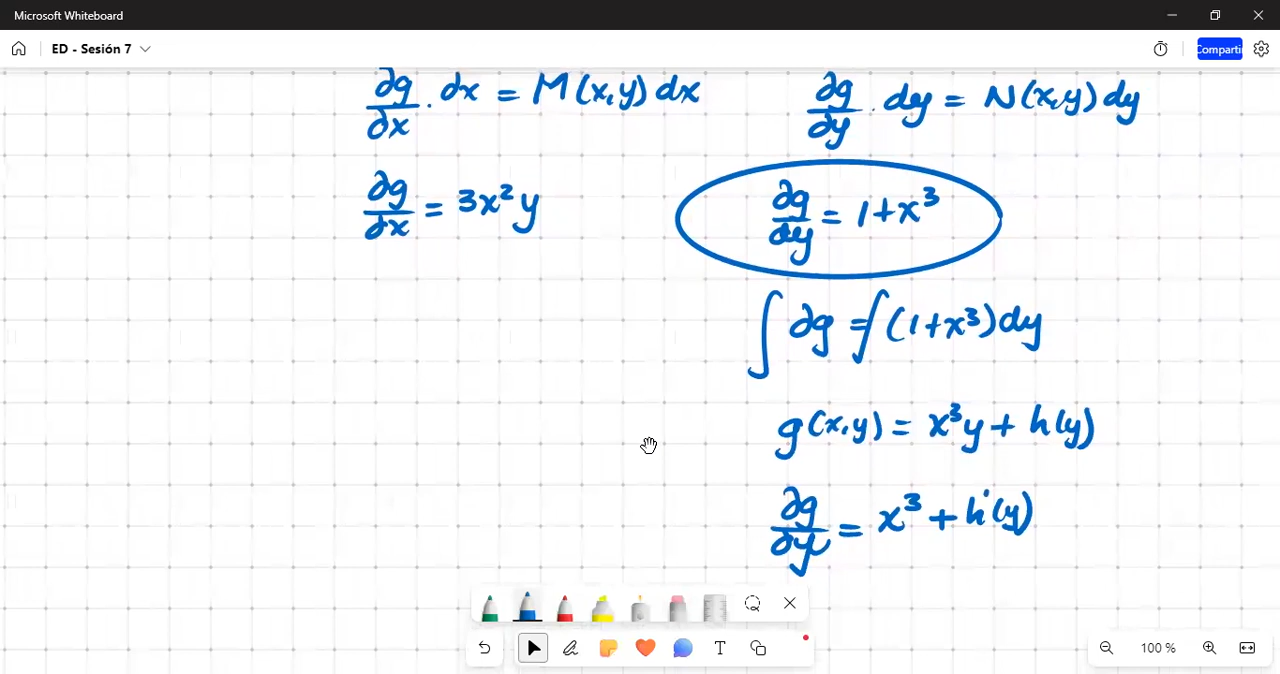 Microsoft Whiteboard
ED - Sesión 7
Comparti
∂g/∂x . dx = M(x,y) dx
∂g/∂y . dy = N(x,y) dy
∂g/∂x = 3x²y
∂g/dy = 1+x³
∫ ∂g = ∫ (1+x³) dy
g(x,y) = x³y + h(y)
∂g/∂y = x³ + h'(y)
T
100 %